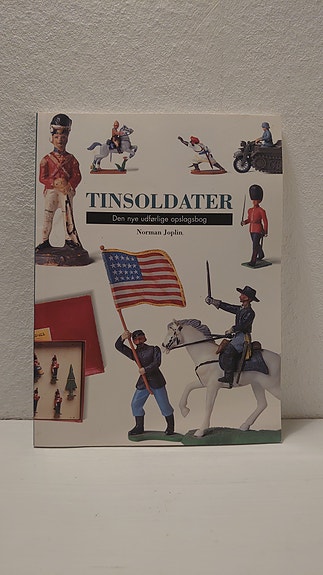 TINSOLDATER
Den nye udførlige opslagsbog
Norman Joplin